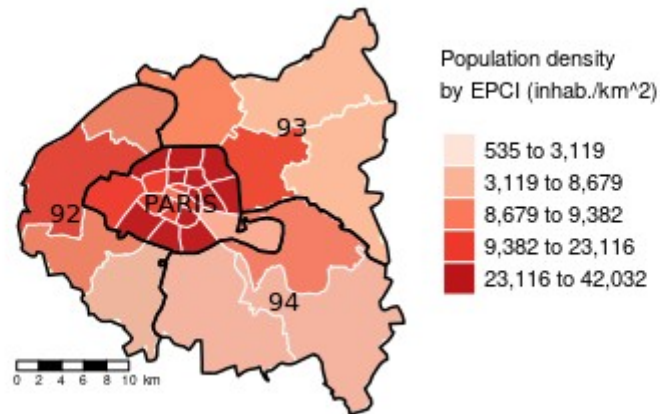 Population density
by EPCI (inhab./km^2)
93
535 to 3,119
3,119 to 8,679
8,679 to 9,382
9,382 to 23,116
23,116 to 42,032
92
PARIS
94
0 2 4 6 8 10 km